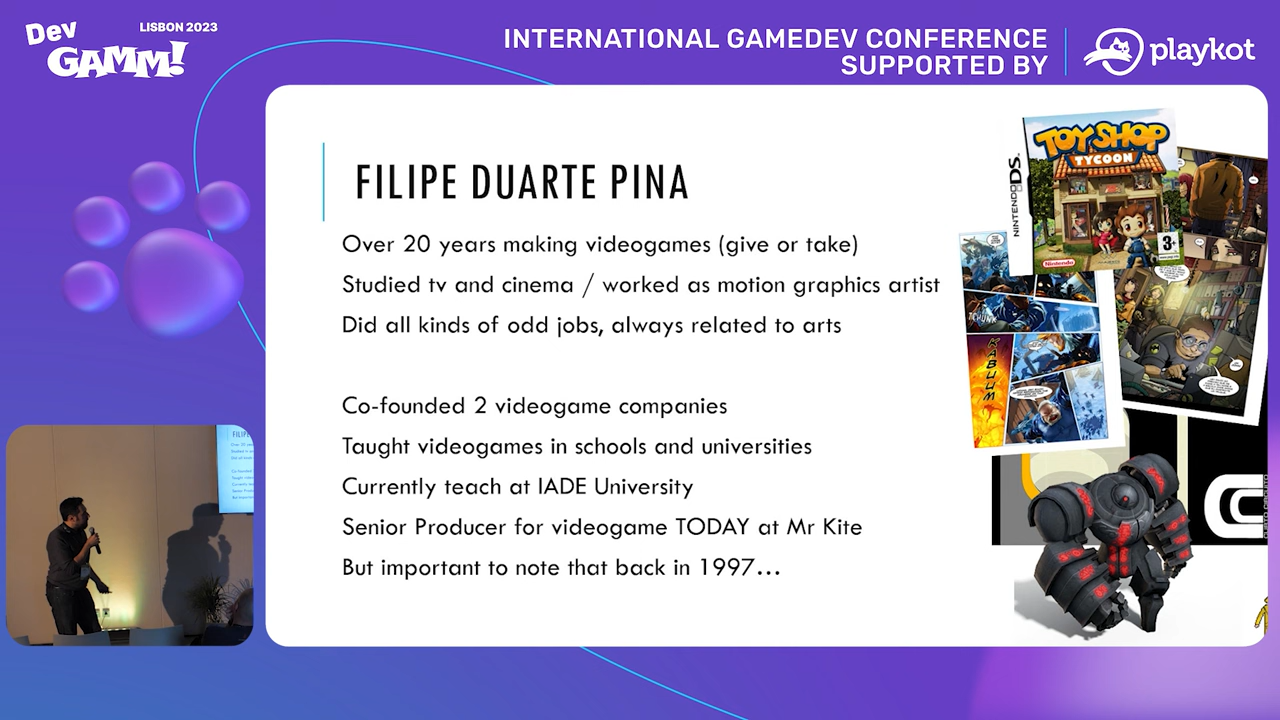 Dev
GAMM!
LISBON 2023
INTERNATIONAL GAMEDEV CONFERENCE
SUPPORTED BY
playkot
FILIPE DUARTE PINA
Over 20 years making videogames (give or take)
Studied tv and cinema / worked as motion graphics artist
Did all kinds of odd jobs, always related to arts
Co-founded 2 videogame companies
Taught videogames in schools and universities
Currently teach at IADE University
Senior Producer for videogame TODAY at Mr Kite
But important to note that back in 1997...
NINTENDO DS
TOY SHOP
TYCOON
3+
Nintendo
KABUUM